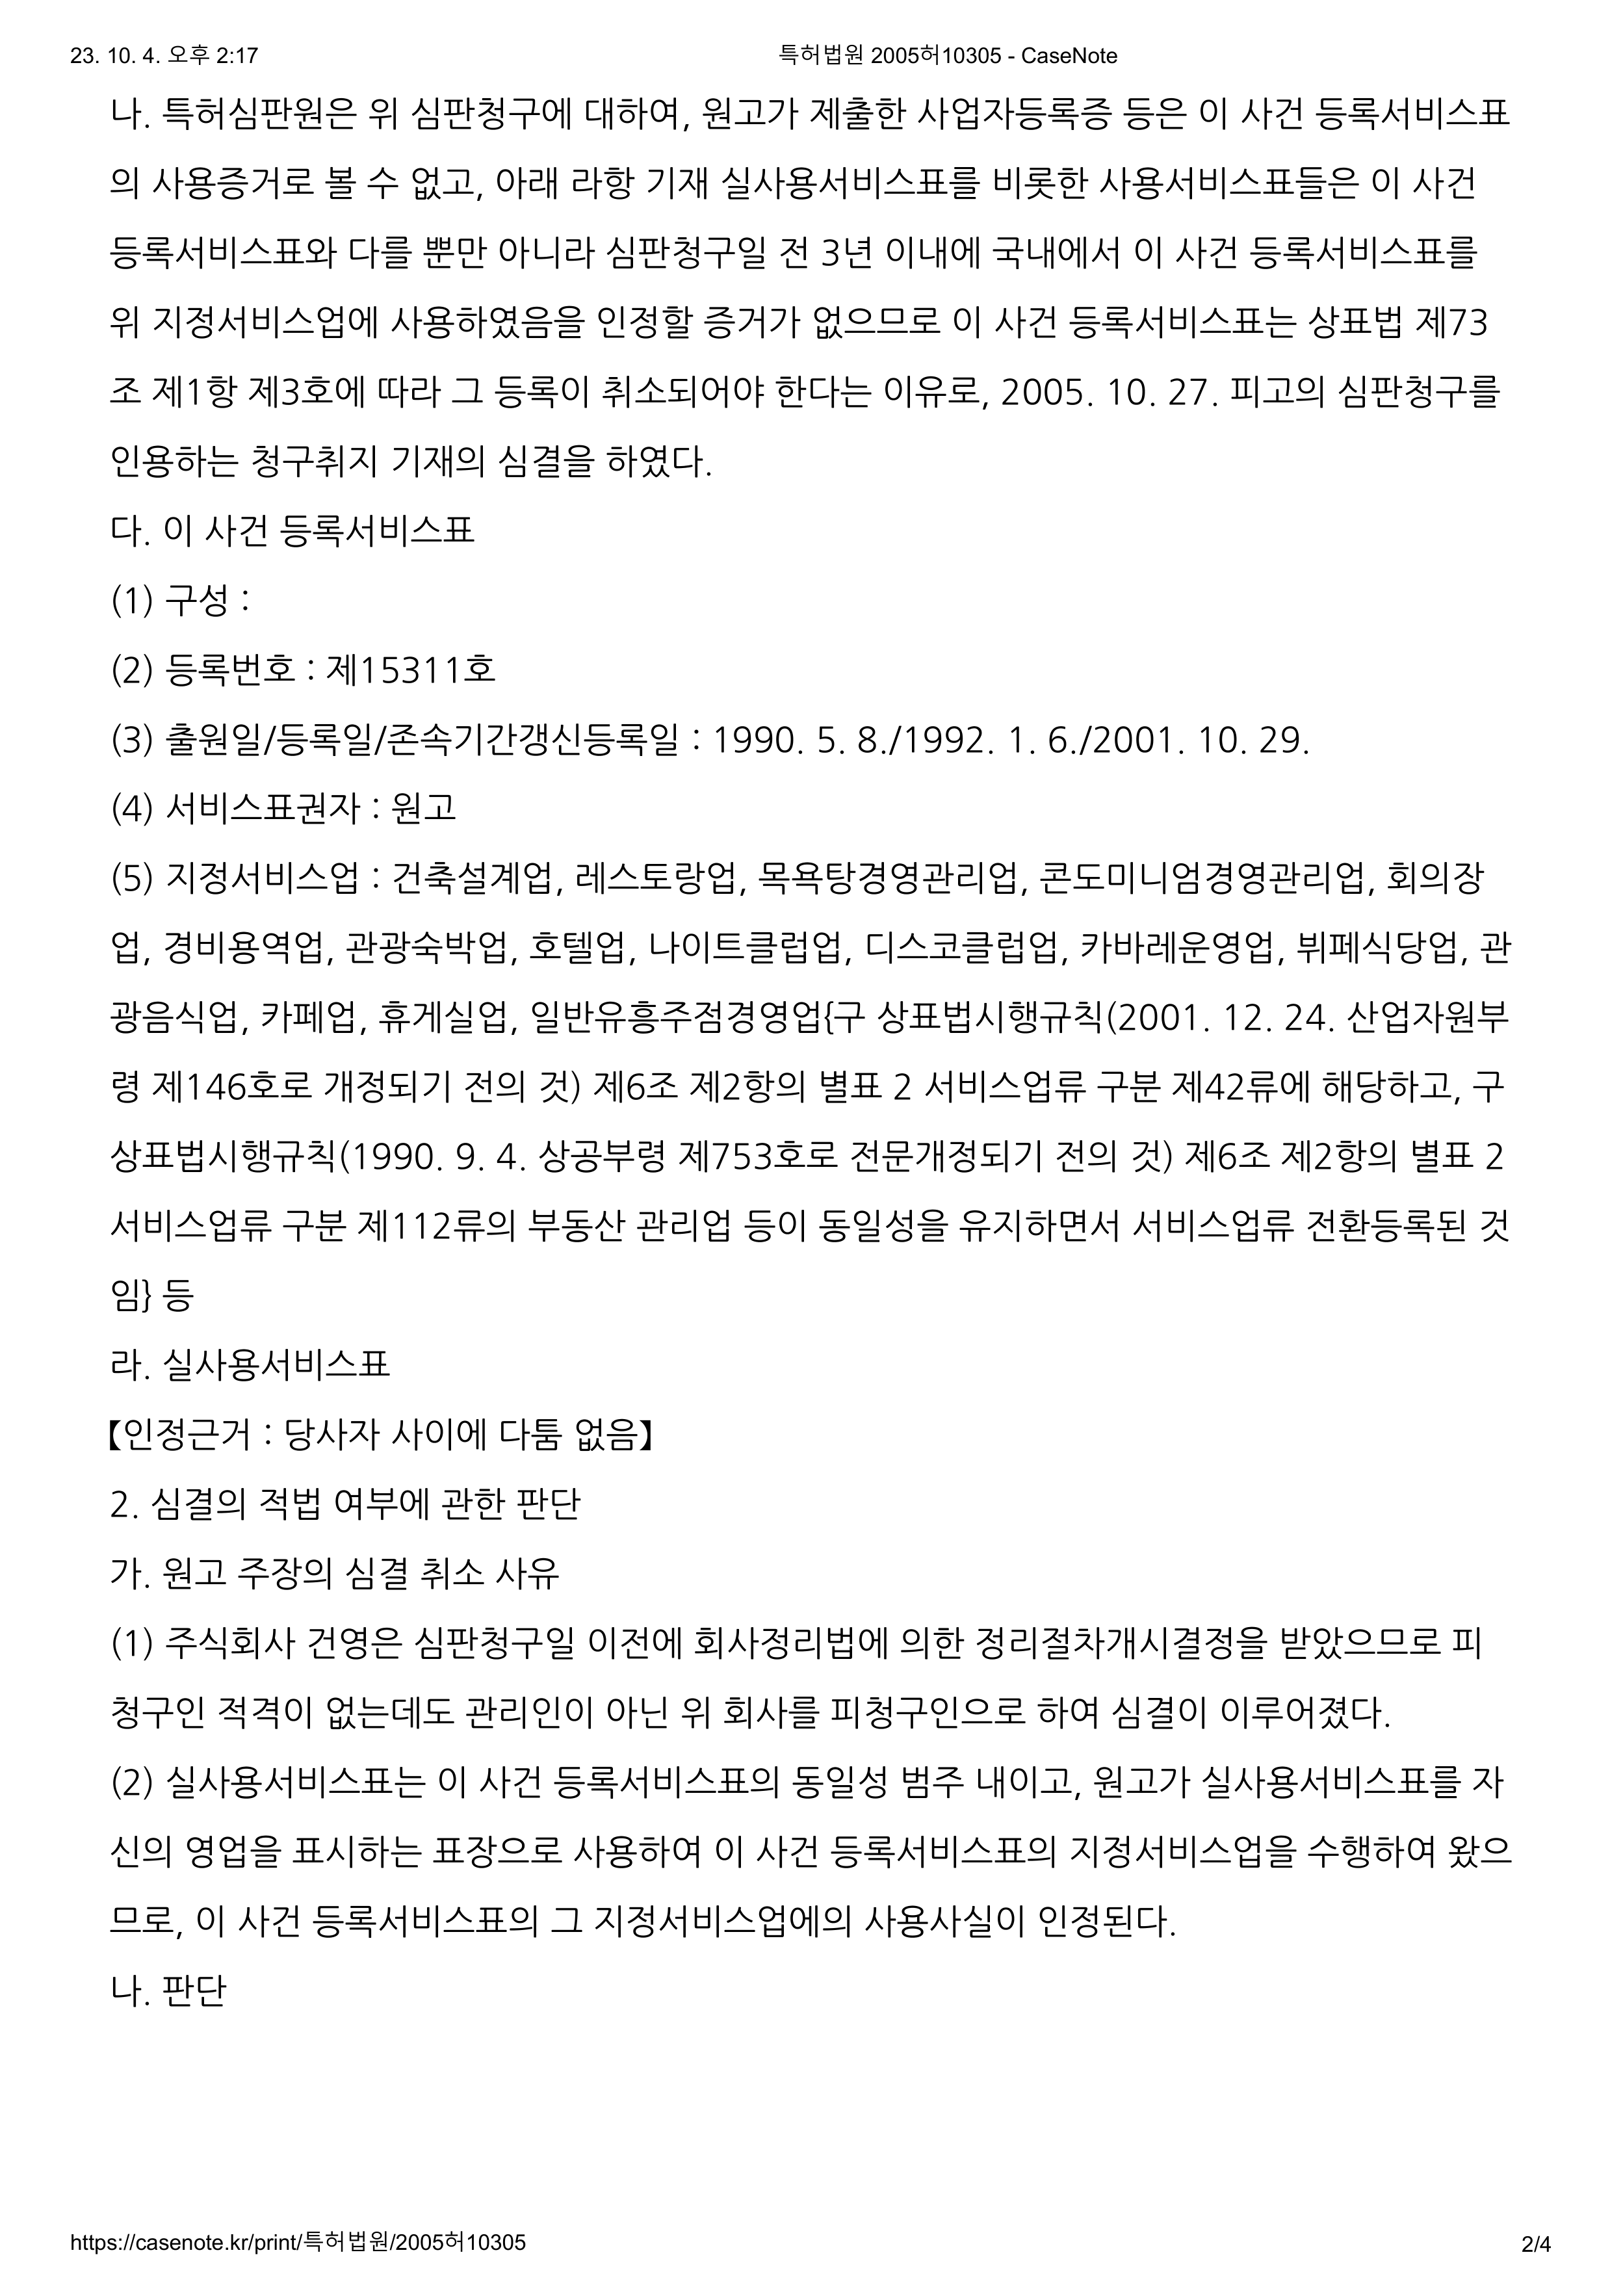 23. 10. 4. 오후 2:17
특허법원 2005허10305 - CaseNote
나. 특허심판원은 위 심판청구에 대하여, 원고가 제출한 사업자등록증 등은 이 사건 등록서비스표
의 사용증거로 볼 수 없고, 아래 라항 기재 실사용서비스표를 비롯한 사용서비스표들은 이 사건
등록서비스표와 다를 뿐만 아니라 심판청구일 전 3년 이내에 국내에서 이 사건 등록서비스표를
위 지정서비스업에 사용하였음을 인정할 증거가 없으므로 이 사건 등록서비스표는 상표법 제73
조 제1항 제3호에 따라 그 등록이 취소되어야 한다는 이유로, 2005. 10. 27. 피고의 심판청구를
인용하는 청구취지 기재의 심결을 하였다.
다. 이 사건 등록서비스표
(1) 구성 :
(2) 등록번호 : 제15311호
(3) 출원일/등록일/존속기간갱신등록일 : 1990. 5. 8./1992. 1. 6./2001. 10. 29.
(4) 서비스표권자 : 원고
(5) 지정서비스업 : 건축설계업, 레스토랑업, 목욕탕경영관리업, 콘도미니엄경영관리업, 회의장
업, 경비용역업, 관광숙박업, 호텔업, 나이트클럽업, 디스코클럽업, 카바레운영업, 뷔페식당업, 관
광음식업, 카페업, 휴게실업, 일반유흥주점경영업{구 상표법시행규칙(2001. 12. 24. 산업자원부
령 제146호로 개정되기 전의 것) 제6조 제2항의 별표 2 서비스업류 구분 제42류에 해당하고, 구
상표법시행규칙(1990. 9. 4. 상공부령 제753호로 전문개정되기 전의 것) 제6조 제2항의 별표 2
서비스업류 구분 제112류의 부동산 관리업 등이 동일성을 유지하면서 서비스업류 전환등록된 것
임} 등
라. 실사용서비스표
【인정근거 : 당사자 사이에 다툼 없음】
2. 심결의 적법 여부에 관한 판단
가. 원고 주장의 심결 취소 사유
(1) 주식회사 건영은 심판청구일 이전에 회사정리법에 의한 정리절차개시결정을 받았으므로 피
청구인 적격이 없는데도 관리인이 아닌 위 회사를 피청구인으로 하여 심결이 이루어졌다.
(2) 실사용서비스표는 이 사건 등록서비스표의 동일성 범주 내이고, 원고가 실사용서비스표를 자
신의 영업을 표시하는 표장으로 사용하여 이 사건 등록서비스표의 지정서비스업을 수행하여 왔으
므로, 이 사건 등록서비스표의 그 지정서비스업에의 사용사실이 인정된다.
나. 판단
https://casenote.kr/print/특허법원/2005허10305
2/4